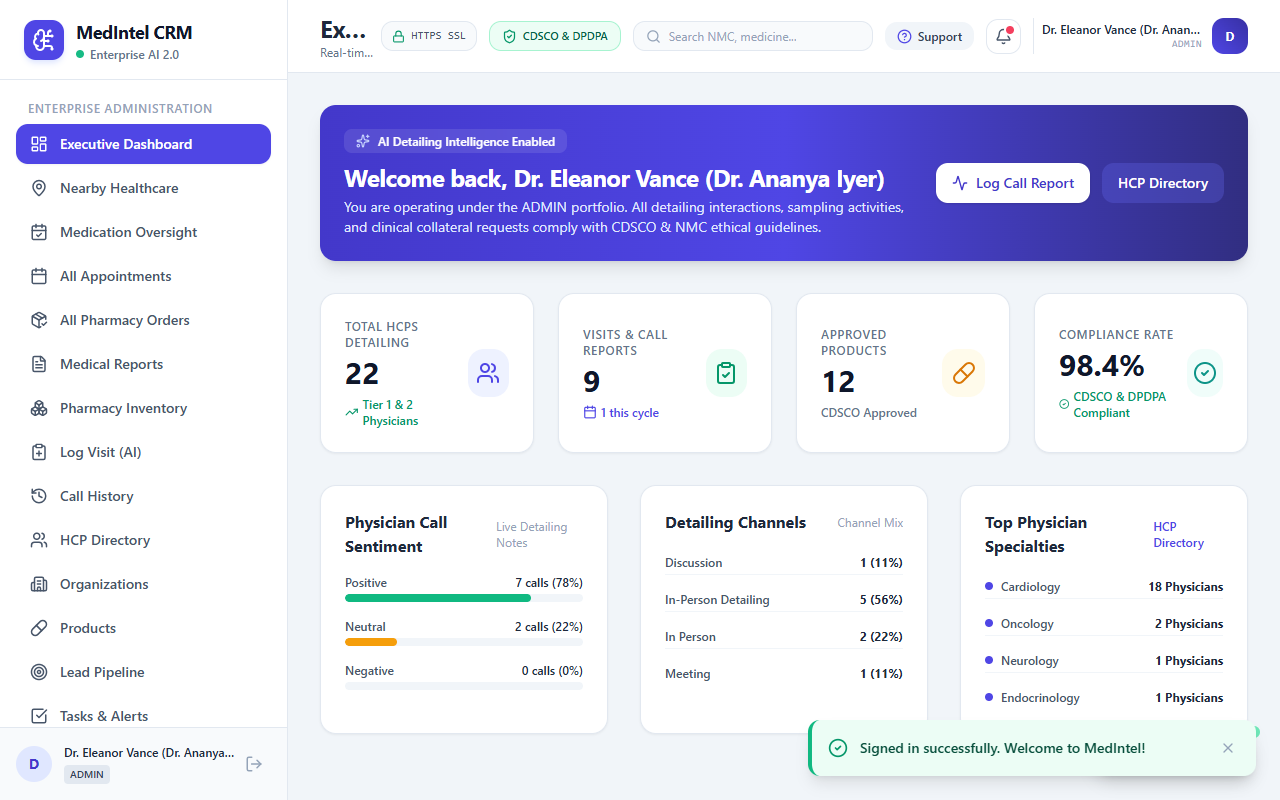 MedIntel CRM
Enterprise AI 2.0
ENTERPRISE ADMINISTRATION
Executive Dashboard
Nearby Healthcare
Medication Oversight
All Appointments
All Pharmacy Orders
Medical Reports
Pharmacy Inventory
Log Visit (AI)
Call History
HCP Directory
Organizations
Products
Lead Pipeline
Tasks & Alerts
D
Dr. Eleanor Vance (Dr. Ananya...
ADMIN
Ex...
Real-tim...
HTTPS SSL
CDSCO & DPDPA
Search NMC, medicine...
Support
Dr. Eleanor Vance (Dr. Anan...
ADMIN
D
AI Detailing Intelligence Enabled
Welcome back, Dr. Eleanor Vance (Dr. Ananya Iyer)
You are operating under the ADMIN portfolio. All detailing interactions, sampling activities,
and clinical collateral requests comply with CDSCO & NMC ethical guidelines.
Log Call Report
HCP Directory
TOTAL HCPS
DETAILING
22
Tier 1 & 2
Physicians
VISITS & CALL
REPORTS
9
1 this cycle
APPROVED
PRODUCTS
12
CDSCO Approved
COMPLIANCE RATE
98.4%
CDSCO & DPDPA
Compliant
Physician Call
Sentiment
Live Detailing
Notes
Positive 7 calls (78%)
Neutral 2 calls (22%)
Negative 0 calls (0%)
Detailing Channels
Channel Mix
Discussion 1 (11%)
In-Person Detailing 5 (56%)
In Person 2 (22%)
Meeting 1 (11%)
Top Physician
Specialties
HCP
Directory
Cardiology 18 Physicians
Oncology 2 Physicians
Neurology 1 Physicians
Endocrinology 1 Physicians
Signed in successfully. Welcome to MedIntel!